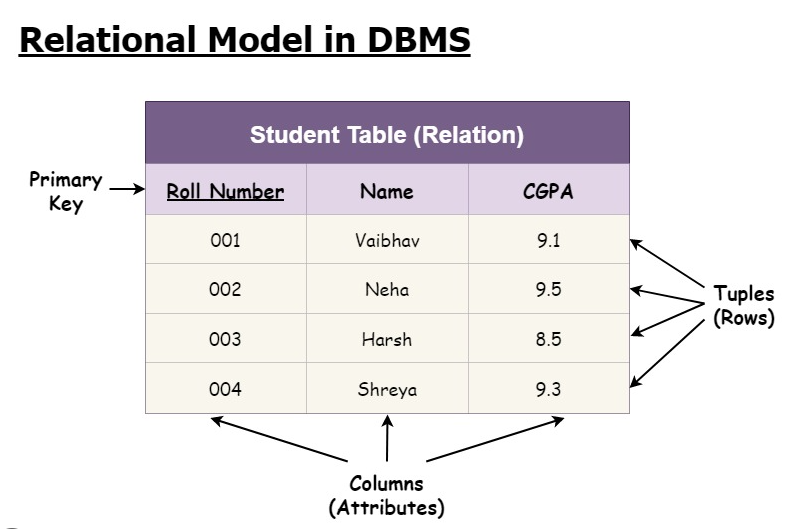 Relational Model in DBMS
Student Table (Relation)
Primary
Key
Roll Number Name CGPA
001 Vaibhav 9.1
002 Neha 9.5
003 Harsh 8.5
004 Shreya 9.3
Tuples
(Rows)
Columns
(Attributes)